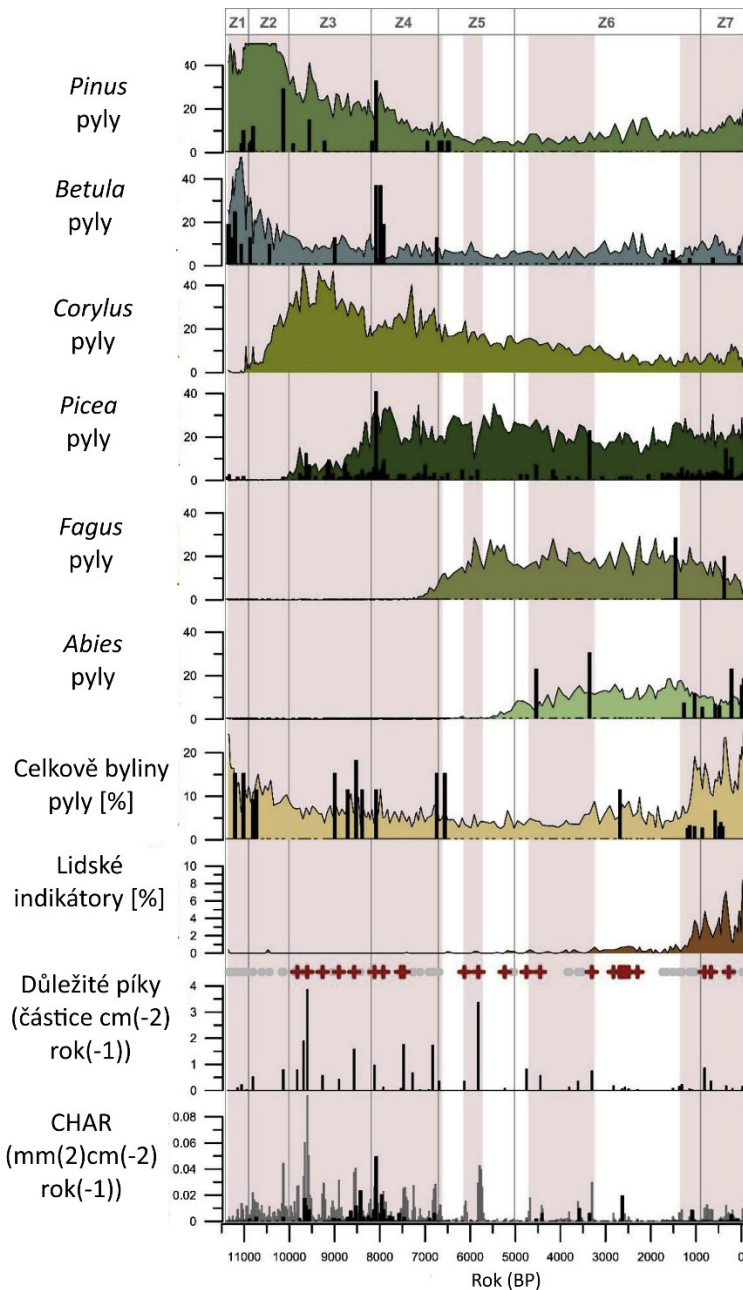 Z1 Z2 Z3 Z4 Z5 Z6 Z7
Pinus
pyly
40
20
0
Betula
pyly
40
20
0
Corylus
pyly
40
20
0
Picea
pyly
40
20
0
Fagus
pyly
40
20
0
Abies
pyly
40
20
0
Celkově byliny
pyly [%]
20
10
0
Lidské
indikátory [%]
10
8
6
4
2
0
Důležité píky
(částice cm(-2)
rok(-1))
4
3
2
1
0
CHAR
(mm(2)cm(-2)
rok(-1))
0.08
0.06
0.04
0.02
0
11000 10000 9000 8000 7000 6000 5000 4000 3000 2000 1000 0
Rok (BP)